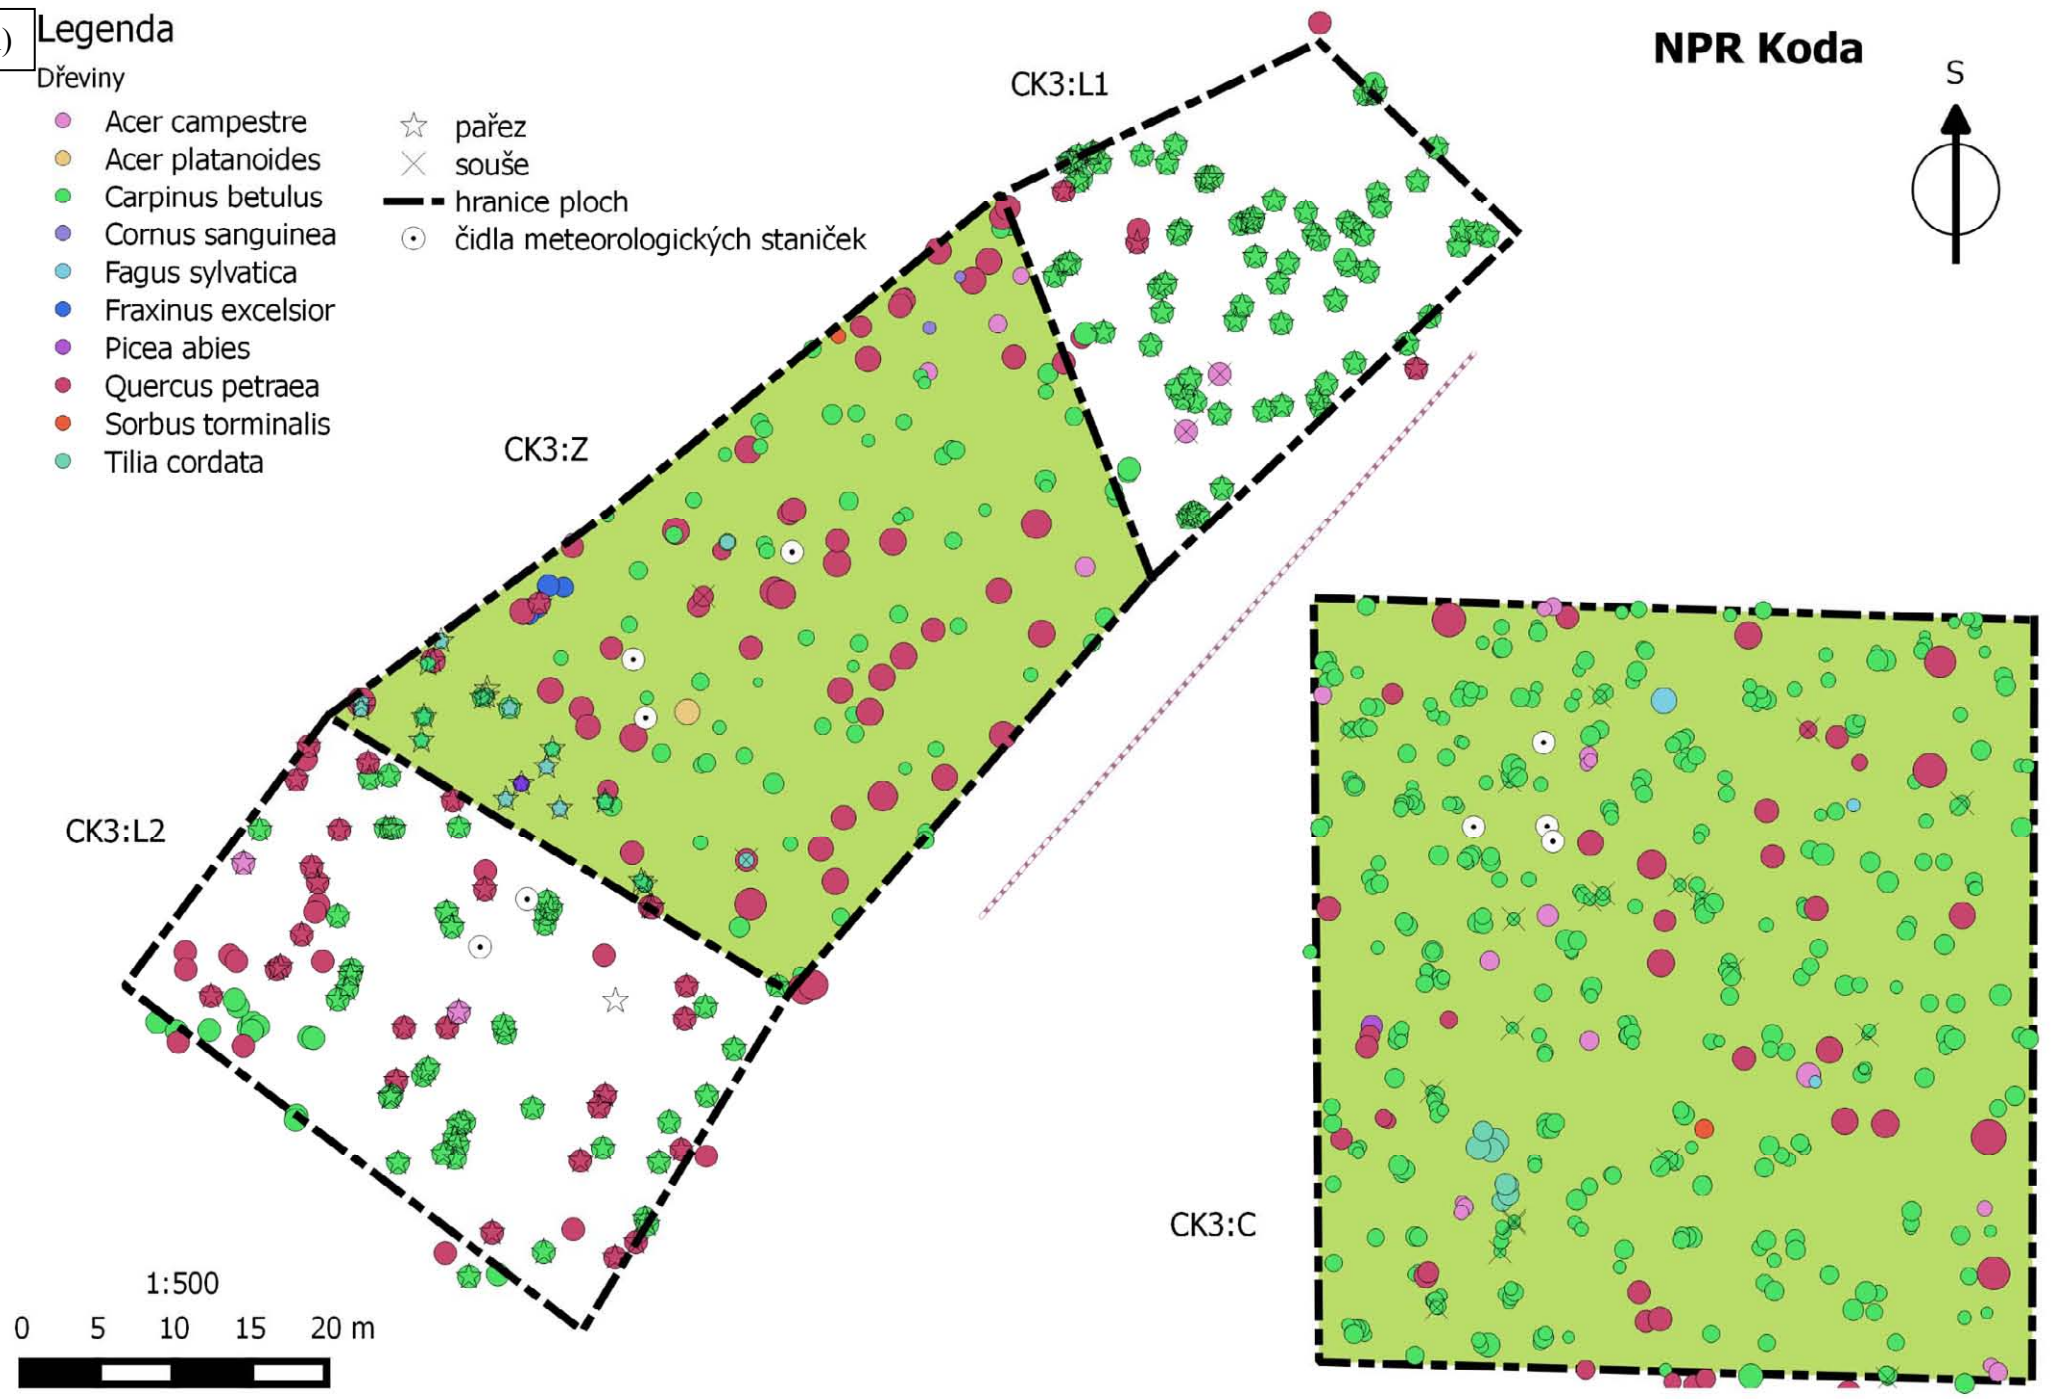 )
Legenda
Dřeviny
Acer campestre
Acer platanoides
Carpinus betulus
Cornus sanguinea
Fagus sylvatica
Fraxinus excelsior
Picea abies
Quercus petraea
Sorbus torminalis
Tilia cordata
pařez
souše
hranice ploch
čidla meteorologických staniček
NPR Koda
S
CK3:L1
CK3:Z
CK3:L2
CK3:C
1:500
0 5 10 15 20 m